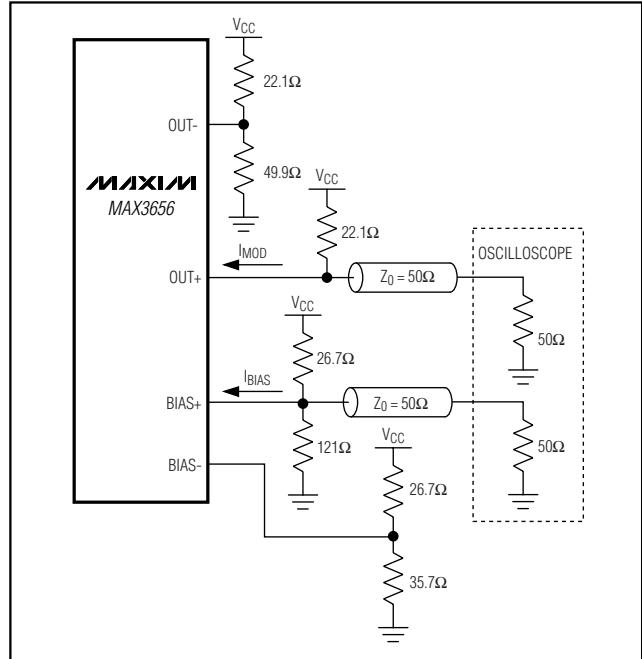 VCC
22.1Ω
OUT-
49.9Ω
MAXIM
MAX3656
VCC
22.1Ω
OSCILLOSCOPE
IMOD
OUT+
Z0 = 50Ω
50Ω
VCC
26.7Ω
IBIAS
BIAS+
Z0 = 50Ω
50Ω
121Ω
VCC
BIAS-
26.7Ω
35.7Ω